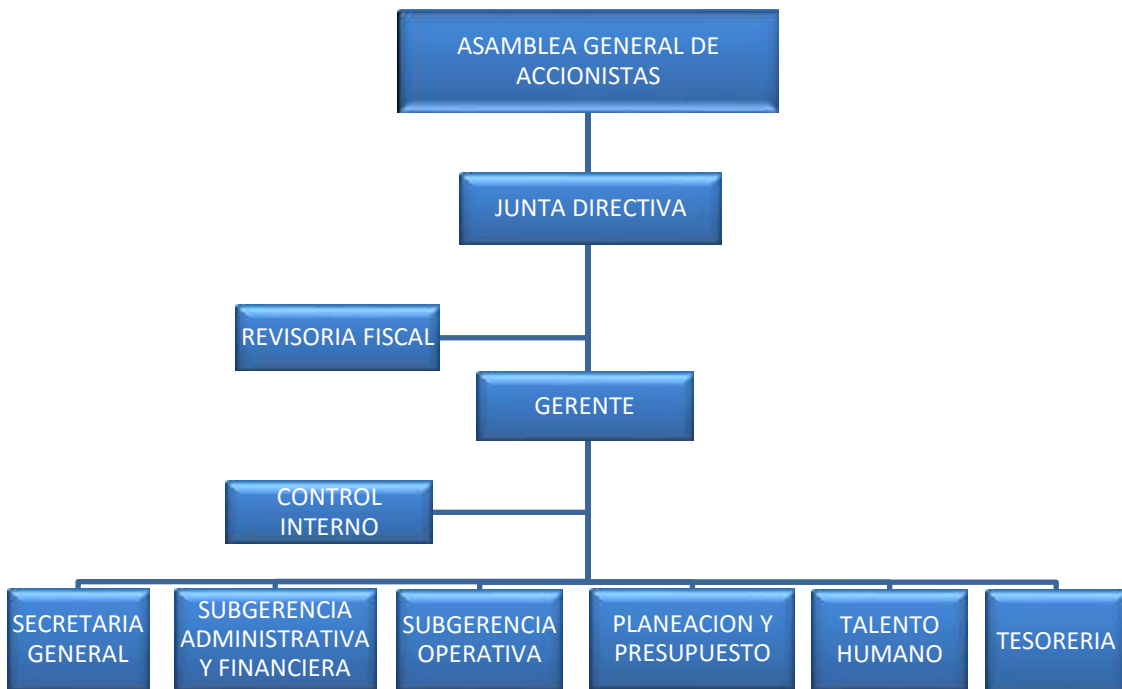 ASAMBLEA GENERAL DE
ACCIONISTAS
JUNTA DIRECTIVA
REVISORIA FISCAL
GERENTE
CONTROL
INTERNO
SECRETARIA
GENERAL
SUBGERENCIA
ADMINISTRATIVA
Y FINANCIERA
SUBGERENCIA
OPERATIVA
PLANEACION Y
PRESUPUESTO
TALENTO
HUMANO
TESORERIA